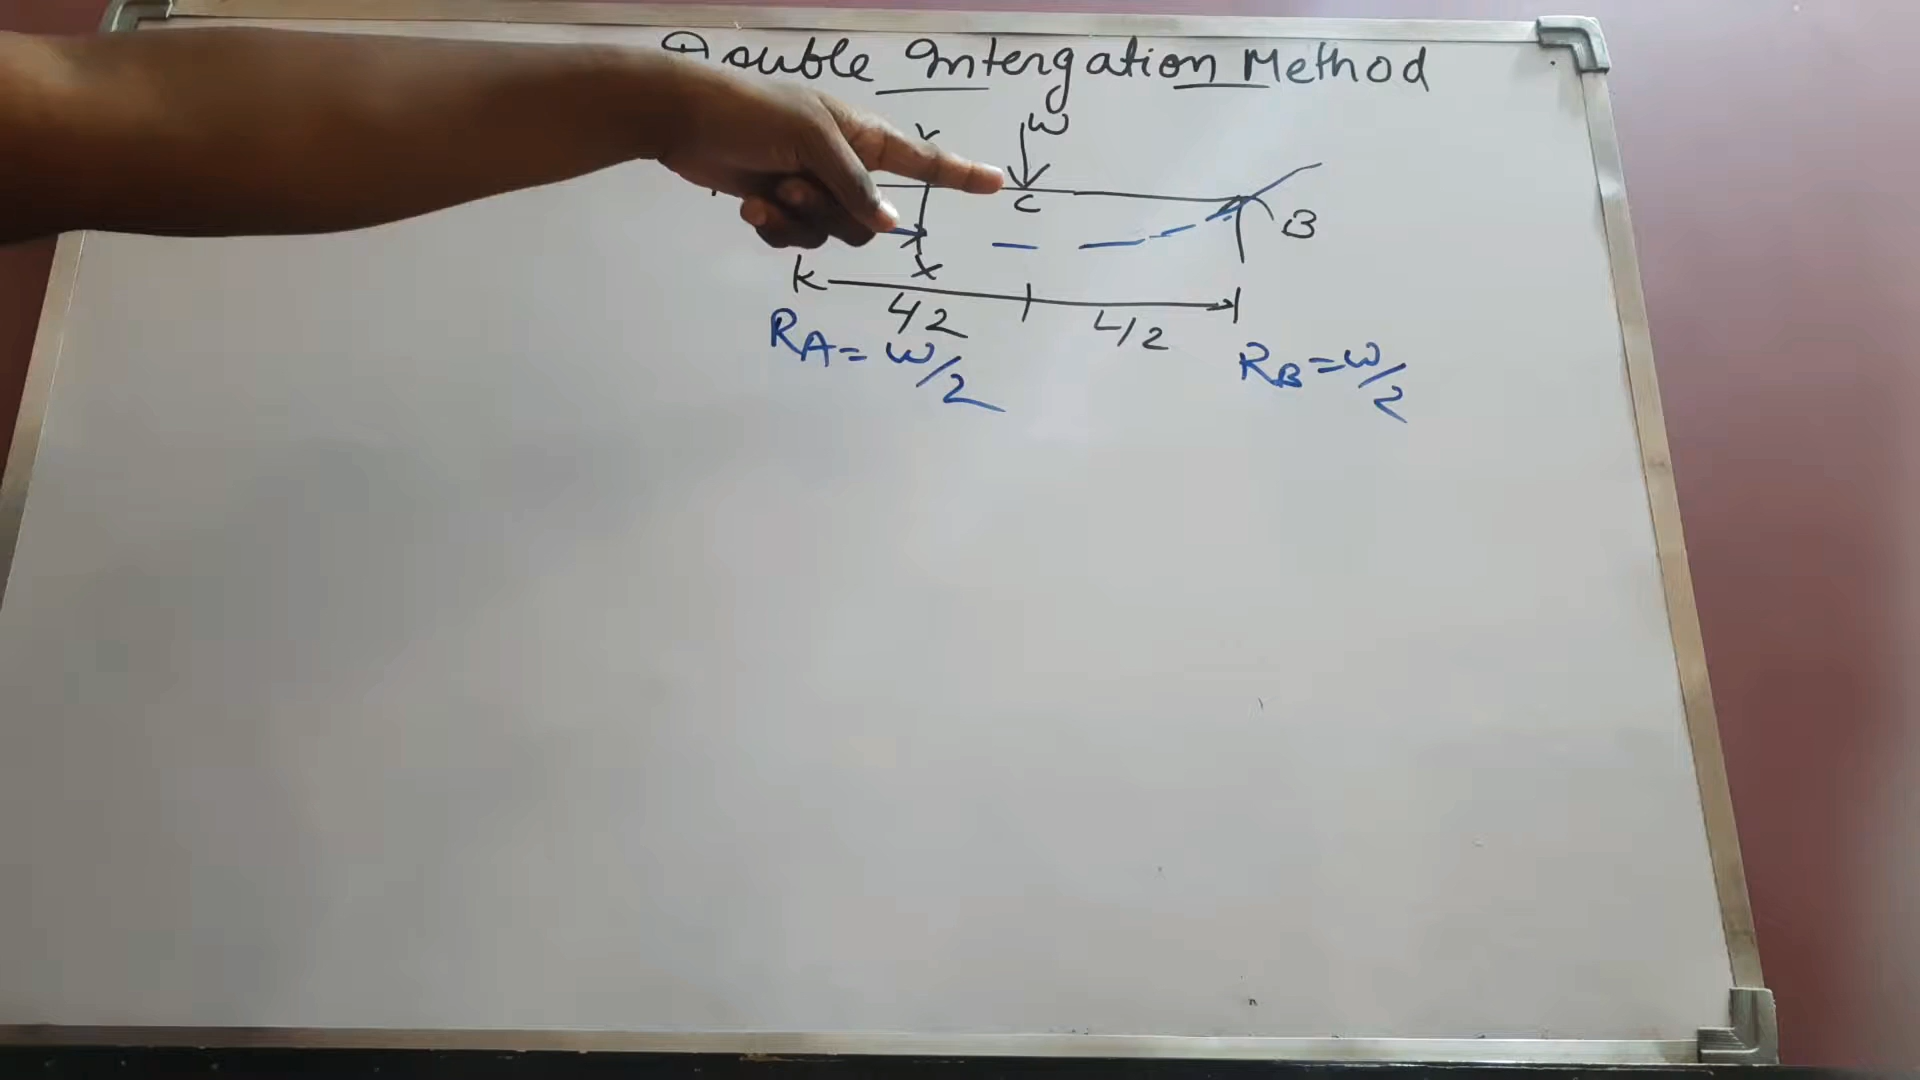 Double Intergation Method
W
C
B
X
L/2 L/2
RA = W/2 RB = W/2